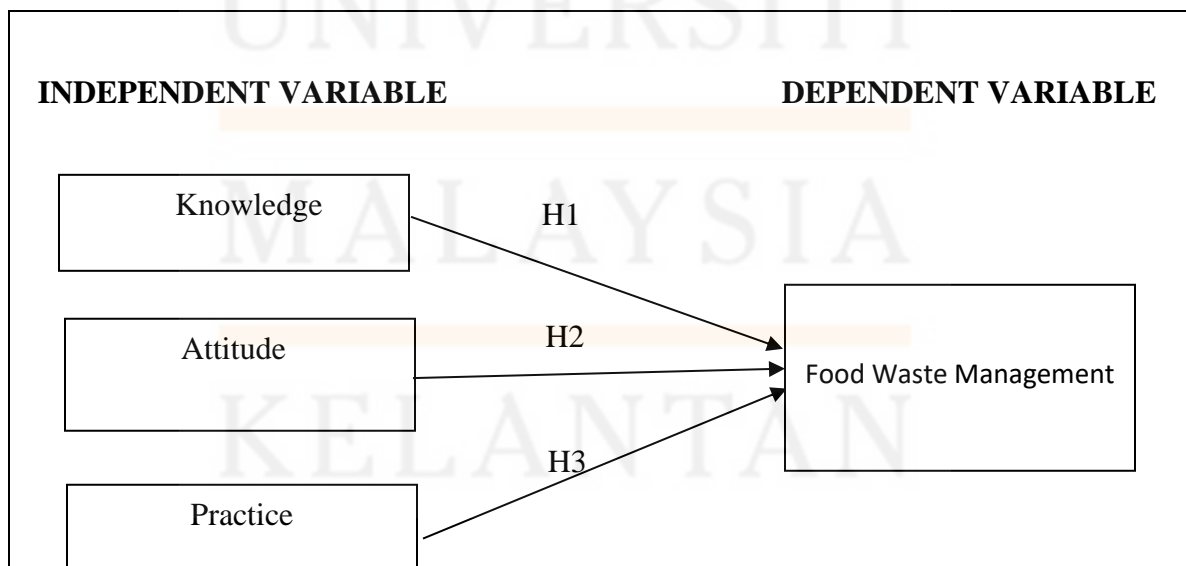 UNIVERSITI
INDEPENDENT VARIABLE DEPENDENT VARIABLE
Knowledge
H1
MALAYSIA
Attitude
H2
Food Waste Management
KELANTAN
H3
Practice